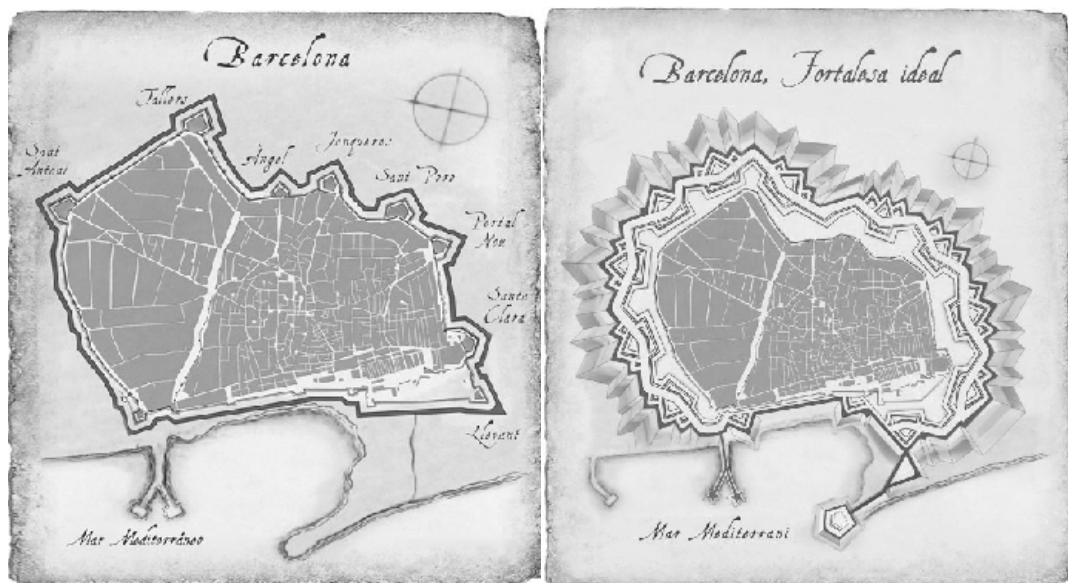 Barcelona
Tallers
Sant
Antoni
Àngel
Jonqueres
Sant Pere
Portal
Nou
Santa
Clara
Llevant
Mar Mediterráneo
Barcelona, Fortalesa ideal
Mar Mediterrani